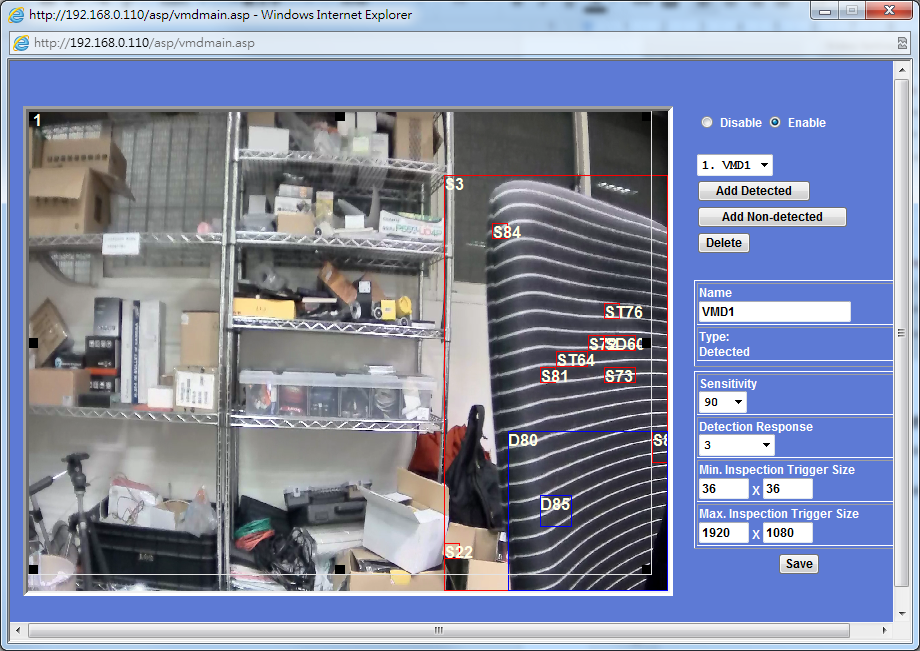 http://192.168.0.110/asp/vmdmain.asp - Windows Internet Explorer
http://192.168.0.110/asp/vmdmain.asp
1
S3
S84
ST76
D60
ST64
S81
S73
D80
D85
S22
Disable
Enable
1. VMD1
Add Detected
Add Non-detected
Delete
Name
VMD1
Type:
Detected
Sensitivity
90
Detection Response
3
Min. Inspection Trigger Size
36 x 36
Max. Inspection Trigger Size
1920 x 1080
Save